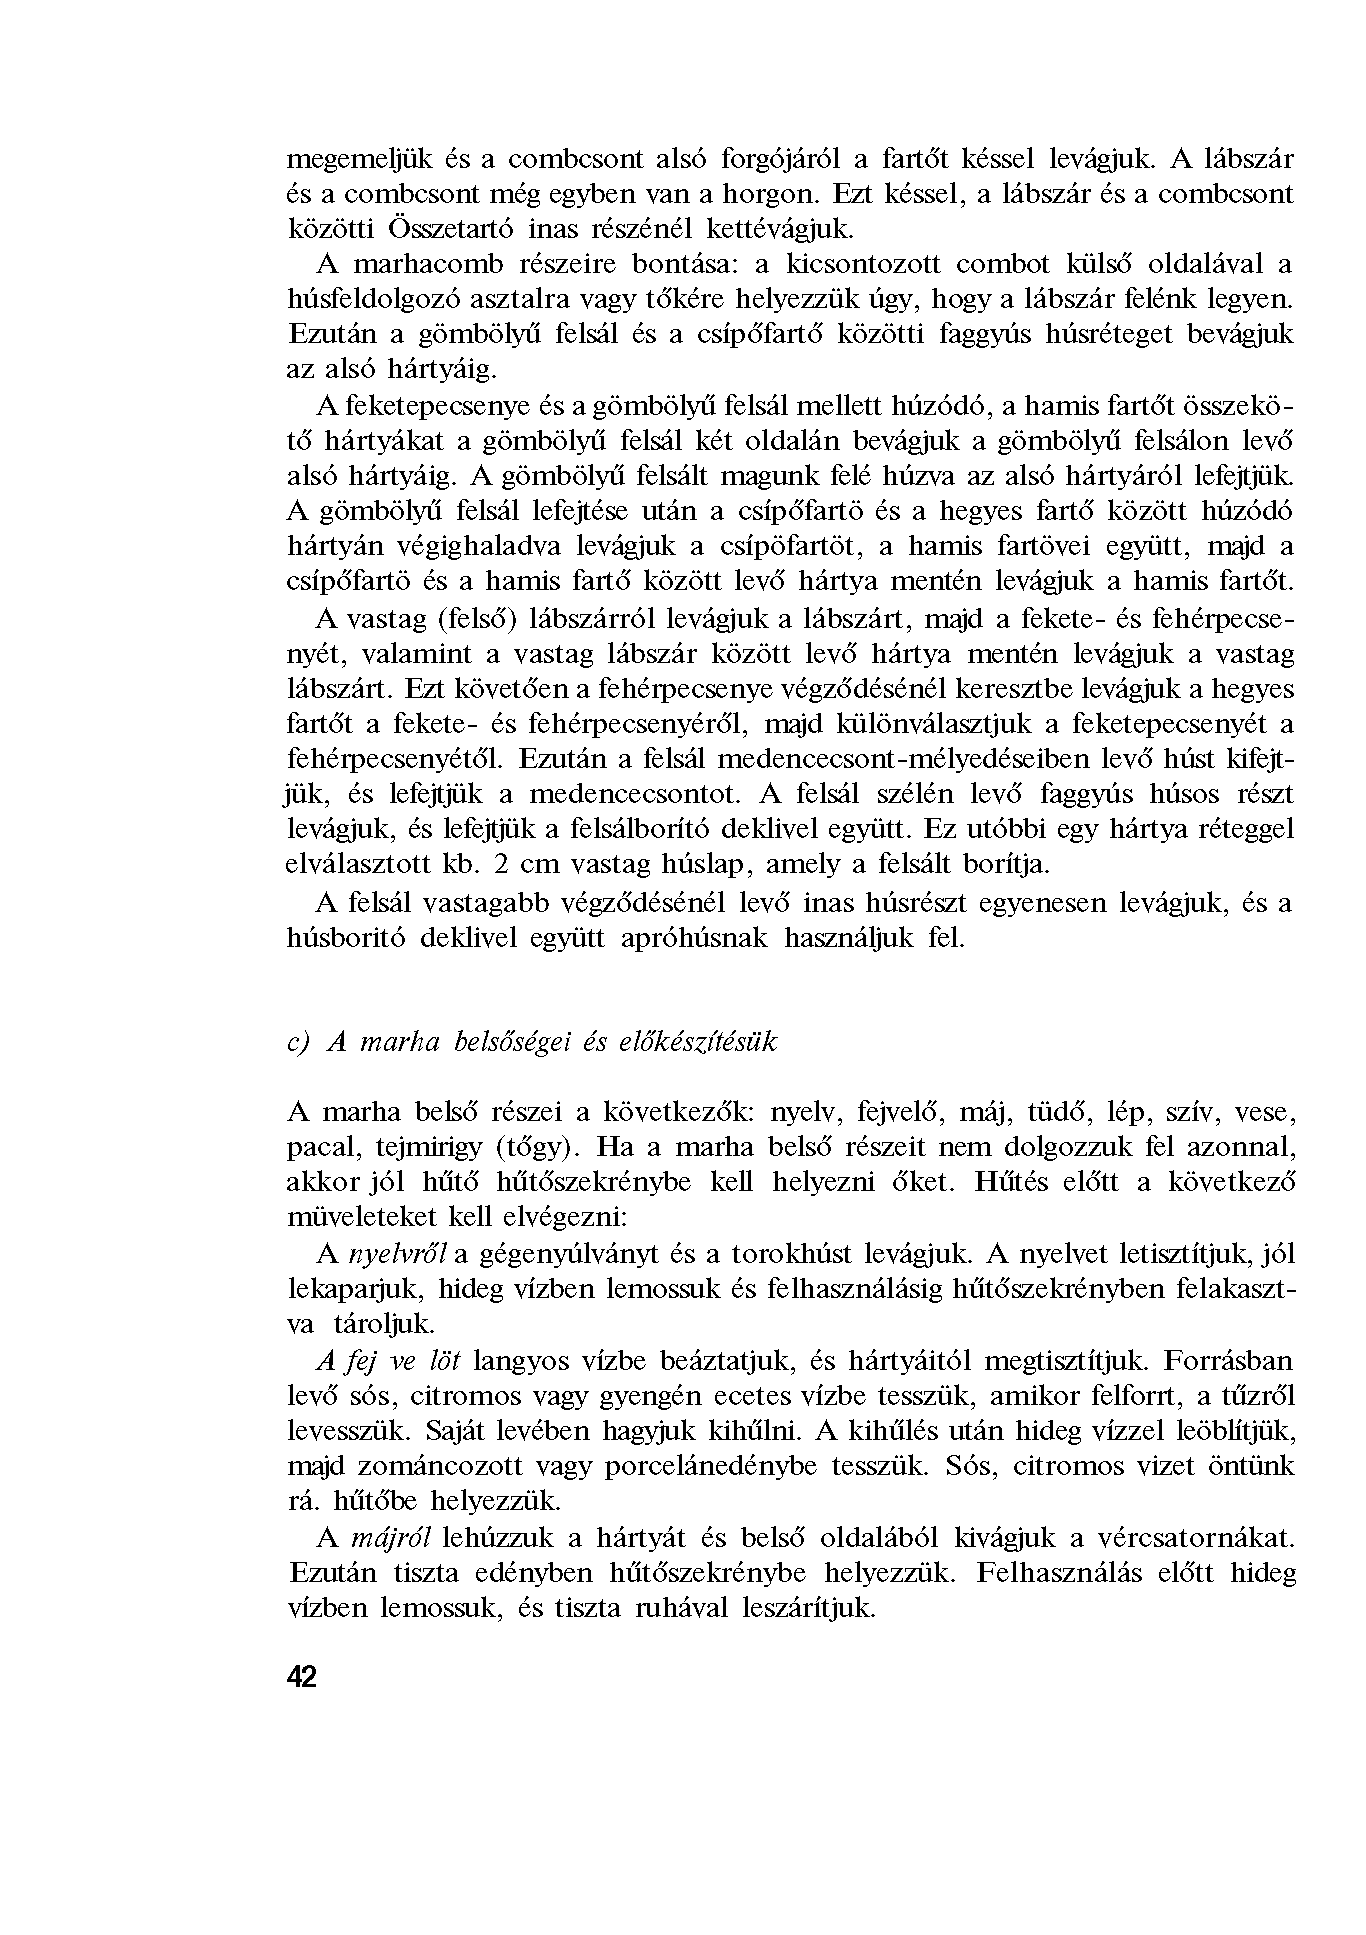 megemeljük és a combcsont alsó forgójáról a fartőt késsel levágjuk. A lábszár
és a combcsont még egyben van a horgon. Ezt késsel, a lábszár és a combcsont
közötti Összetartó inas részénél kettévágjuk.
A marhacomb részeire bontása: a kicsontozott combot külső oldalával a
húsfeldolgozó asztalra vagy tőkére helyezzük úgy, hogy a lábszár felénk legyen.
Ezután a gömbölyű felsál és a csípőfartő közötti faggyús húsréteget bevágjuk
az alsó hártyáig.
A feketepecsenye és a gömbölyű felsál mellett húzódó, a hamis fartőt összekö-
tő hártyákat a gömbölyű felsál két oldalán bevágjuk a gömbölyű felsálon levő
alsó hártyáig. A gömbölyű felsált magunk felé húzva az alsó hártyáról lefejtjük.
A gömbölyű felsál lefejtése után a csípőfartö és a hegyes fartő között húzódó
hártyán végighaladva levágjuk a csípöfartöt, a hamis fartövei együtt, majd a
csípőfartö és a hamis fartő között levő hártya mentén levágjuk a hamis fartőt.
A vastag (felső) lábszárról levágjuk a lábszárt, majd a fekete- és fehérpecse-
nyét, valamint a vastag lábszár között levő hártya mentén levágjuk a vastag
lábszárt. Ezt követően a fehérpecsenye végződésénél keresztbe levágjuk a hegyes
fartőt a fekete- és fehérpecsenyéről, majd különválasztjuk a feketepecsenyét a
fehérpecsenyétől. Ezután a felsál medencecsont-mélyedéseiben levő húst kifejt-
jük, és lefejtjük a medencecsontot. A felsál szélén levő faggyús húsos részt
levágjuk, és lefejtjük a felsálborító deklivel együtt. Ez utóbbi egy hártya réteggel
elválasztott kb. 2 cm vastag húslap, amely a felsált borítja.
A felsál vastagabb végződésénél levő inas húsrészt egyenesen levágjuk, és a
húsboritó deklivel együtt apróhúsnak használjuk fel.
c) A marha belsőségei és előkészítésük
A marha belső részei a következők: nyelv, fejvelő, máj, tüdő, lép, szív, vese,
pacal, tejmirigy (tőgy). Ha a marha belső részeit nem dolgozzuk fel azonnal,
akkor jól hűtő hűtőszekrénybe kell helyezni őket. Hűtés előtt a következő
müveleteket kell elvégezni:
A nyelvről a gégenyúlványt és a torokhúst levágjuk. A nyelvet letisztítjuk, jól
lekaparjuk, hideg vízben lemossuk és felhasználásig hűtőszekrényben felakaszt-
va tároljuk.
A fej ve löt langyos vízbe beáztatjuk, és hártyáitól megtisztítjuk. Forrásban
levő sós, citromos vagy gyengén ecetes vízbe tesszük, amikor felforrt, a tűzről
levesszük. Saját levében hagyjuk kihűlni. A kihűlés után hideg vízzel leöblítjük,
majd zománcozott vagy porcelánedénybe tesszük. Sós, citromos vizet öntünk
rá. hűtőbe helyezzük.
A májról lehúzzuk a hártyát és belső oldalából kivágjuk a vércsatornákat.
Ezután tiszta edényben hűtőszekrénybe helyezzük. Felhasználás előtt hideg
vízben lemossuk, és tiszta ruhával leszárítjuk.
42